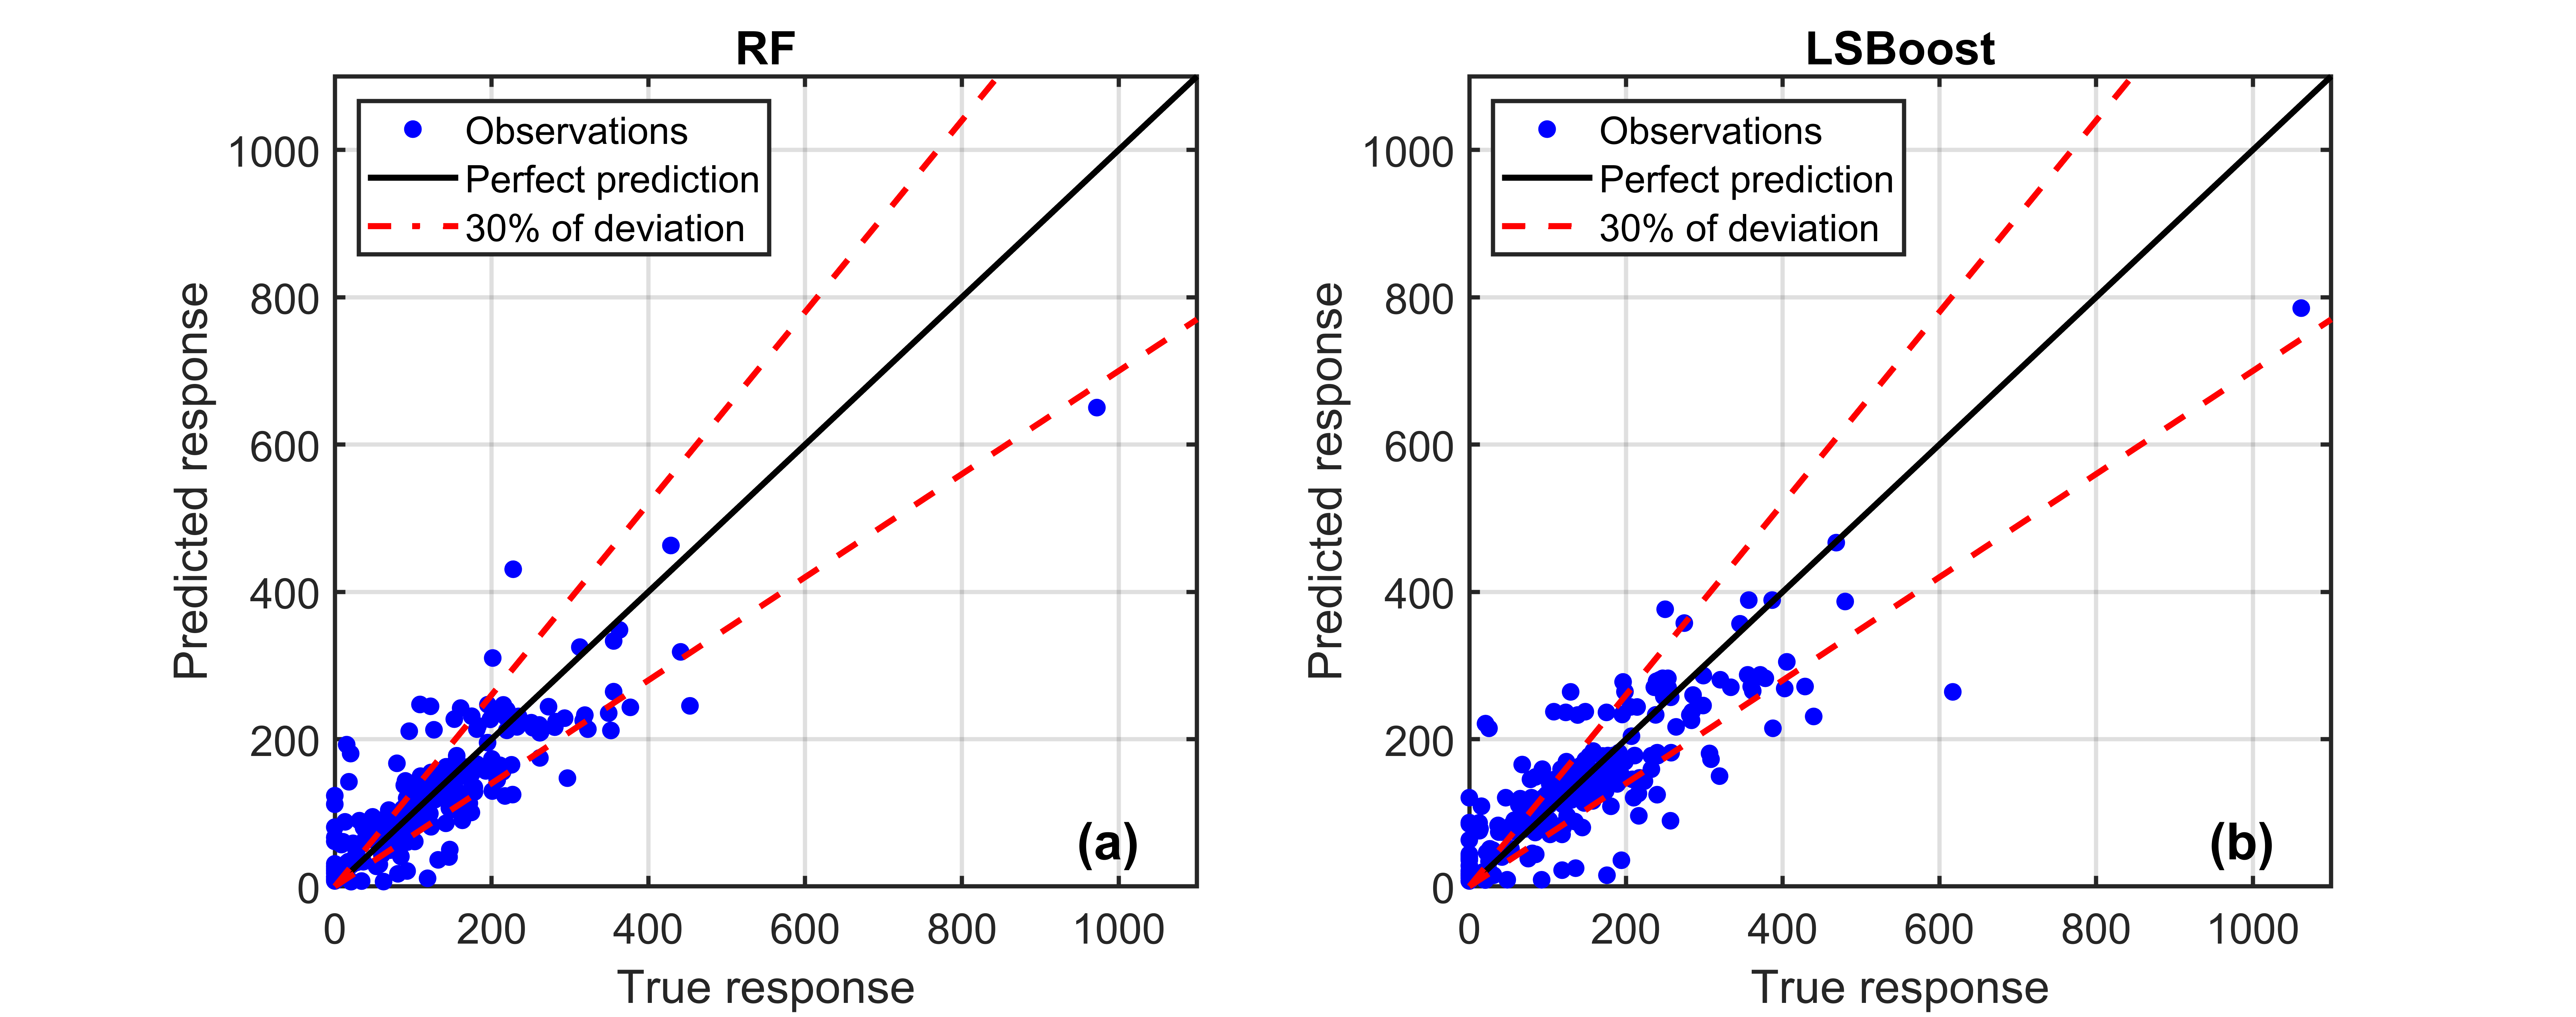 RF
Observations
Perfect prediction
30% of deviation
1000
800
600
400
200
0
Predicted response
0 200 400 600 800 1000
True response
(a)
LSBoost
Observations
Perfect prediction
30% of deviation
1000
800
600
400
200
0
Predicted response
0 200 400 600 800 1000
True response
(b)